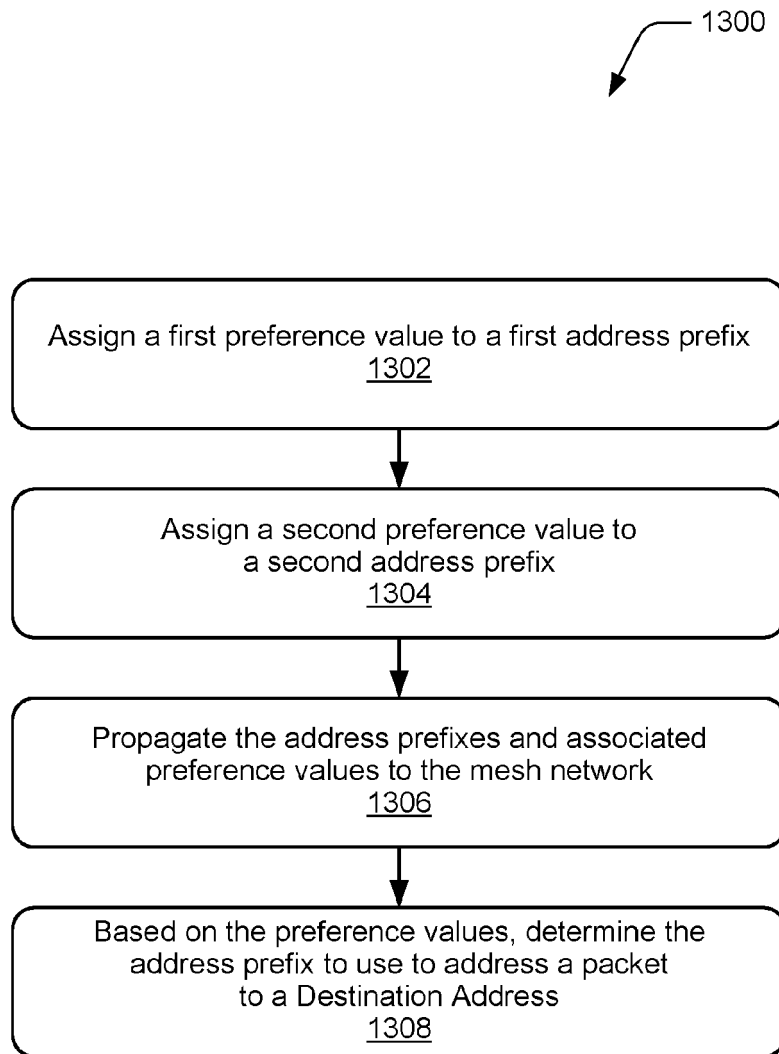 1300
Assign a first preference value to a first address prefix
1302
Assign a second preference value to
a second address prefix
1304
Propagate the address prefixes and associated
preference values to the mesh network
1306
Based on the preference values, determine the
address prefix to use to address a packet
to a Destination Address
1308